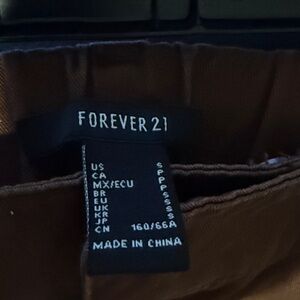 FOREVER 21
US S
CA P
MX/ECU P
BR P
EU S
UK S
KR S
JP S
CN 160/66A
MADE IN CHINA